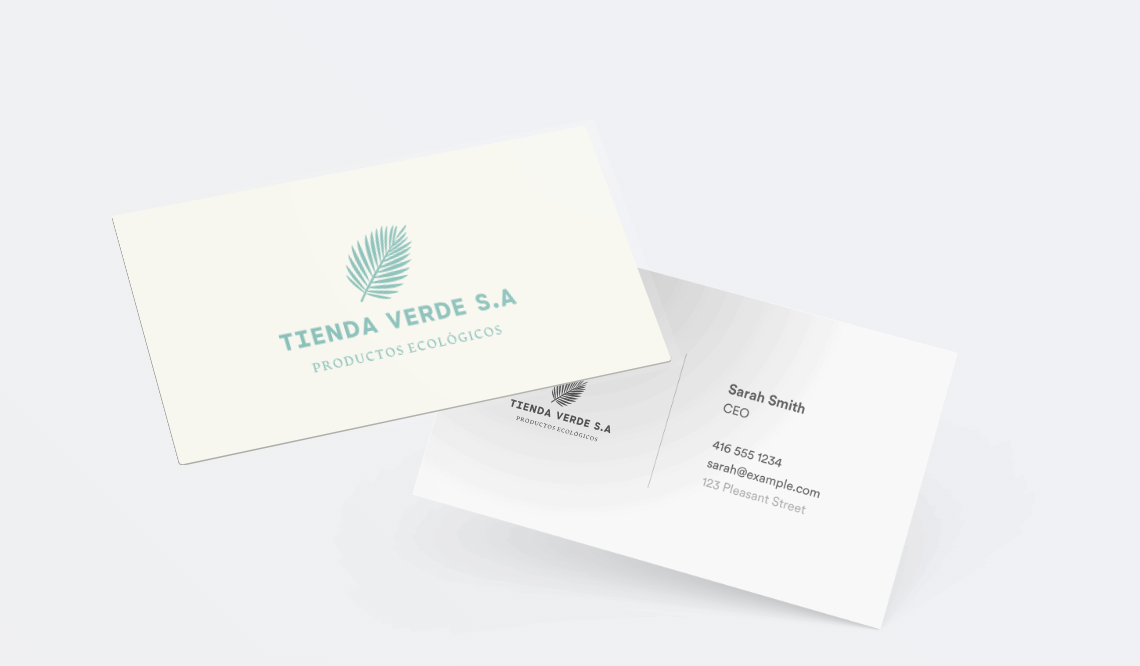 TIENDA VERDE S.A
PRODUCTOS ECOLÓGICOS
TIENDA VERDE S.A
PRODUCTOS ECOLÓGICOS
Sarah Smith
CEO
416 555 1234
sarah@example.com
123 Pleasant Street